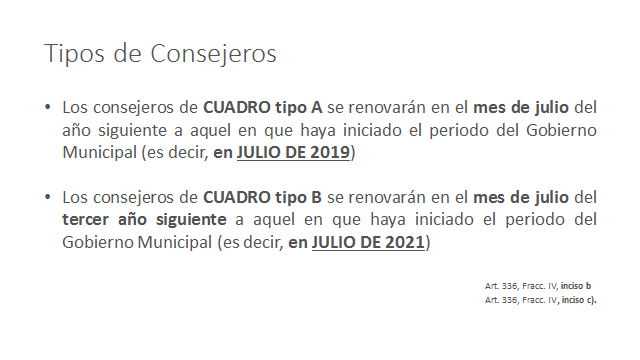 Tipos de Consejeros
• Los consejeros de CUADRO tipo A se renovarán en el mes de julio del
año siguiente a aquel en que haya iniciado el periodo del Gobierno
Municipal (es decir, en JULIO DE 2019)
• Los consejeros de CUADRO tipo B se renovarán en el mes de julio del
tercer año siguiente a aquel en que haya iniciado el periodo del
Gobierno Municipal (es decir, en JULIO DE 2021)
Art. 336, Fracc. IV, inciso b
Art. 336, Fracc. IV, inciso c).